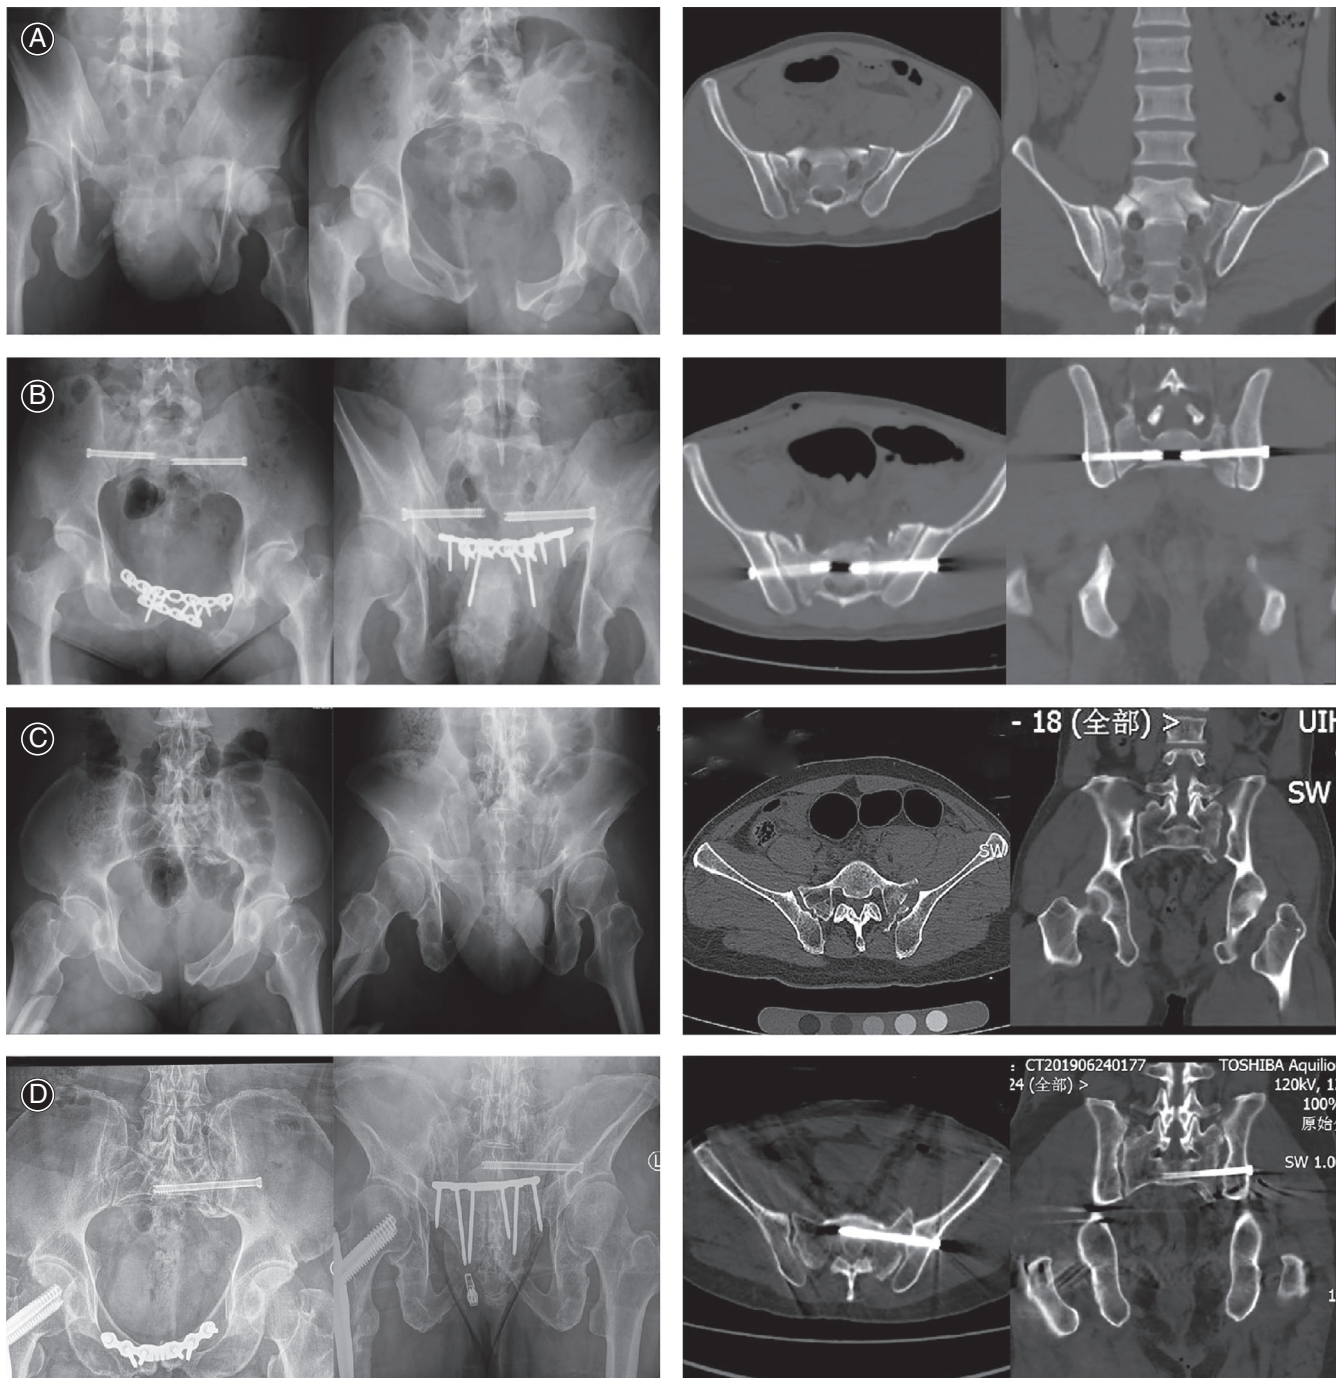 A
B
C
- 18 (全部) >
UIH
SW
SW
D
L
: CT201906240177
24 (全部) >
TOSHIBA Aquilio
120kV, 1
100%
原始
SW 1.0
1